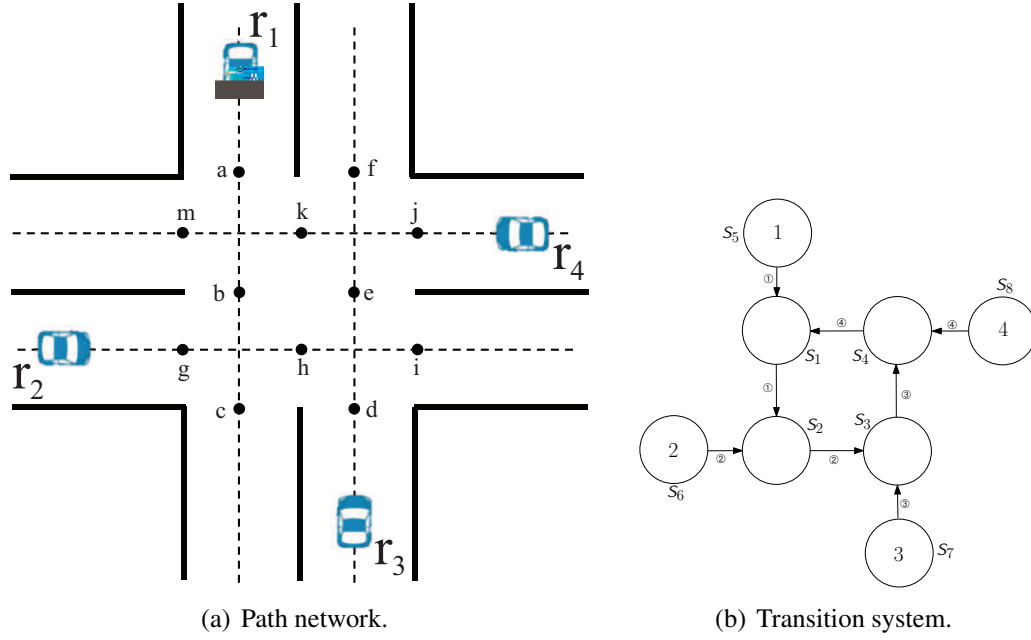 r1
a
f
m
k
j
r4
b
e
r2
g
h
i
c
d
r3
S5
1
①
S8
④
④
4
S1
S4
①
③
S2
S3
2
②
②
S6
③
3
S7
(a) Path network.
(b) Transition system.